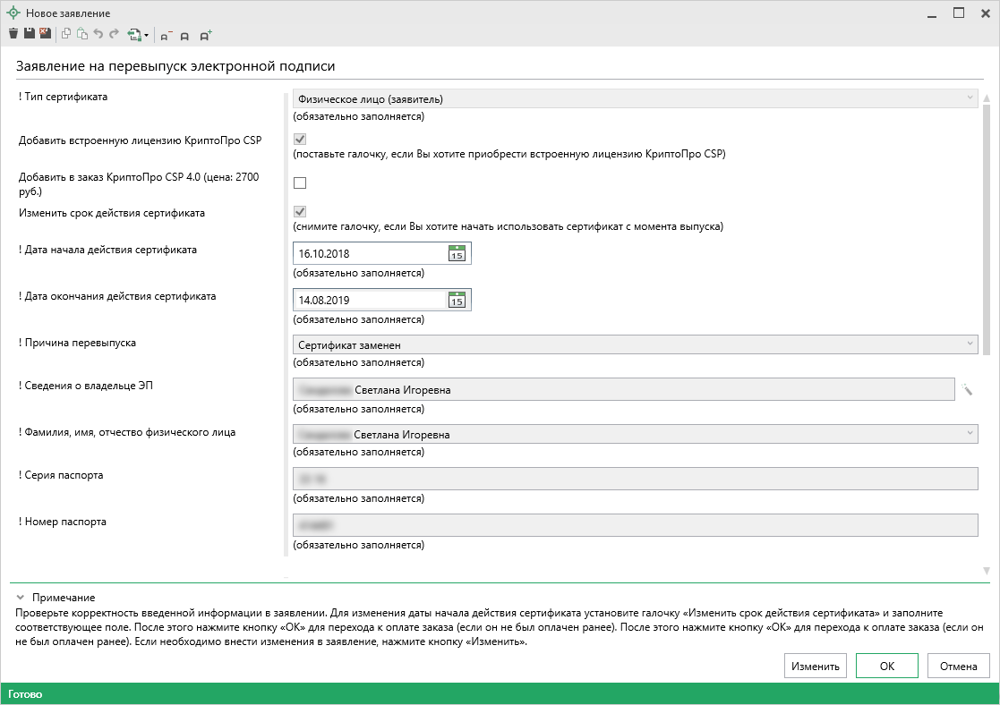 Новое заявление
Заявление на перевыпуск электронной подписи
! Тип сертификата
Физическое лицо (заявитель)
(обязательно заполняется)
Добавить встроенную лицензию КриптоПро CSP
(поставьте галочку, если Вы хотите приобрести встроенную лицензию КриптоПро CSP)
Добавить в заказ КриптоПро CSP 4.0 (цена: 2700
руб.)
Изменить срок действия сертификата
(снимите галочку, если Вы хотите начать использовать сертификат с момента выпуска)
! Дата начала действия сертификата
16.10.2018
15
(обязательно заполняется)
! Дата окончания действия сертификата
14.08.2019
15
(обязательно заполняется)
! Причина перевыпуска
Сертификат заменен
(обязательно заполняется)
! Сведения о владельце ЭП
Светлана Игоревна
(обязательно заполняется)
! Фамилия, имя, отчество физического лица
Светлана Игоревна
(обязательно заполняется)
! Серия паспорта
(обязательно заполняется)
! Номер паспорта
(обязательно заполняется)
Примечание
Проверьте корректность введенной информации в заявлении. Для изменения даты начала действия сертификата установите галочку «Изменить срок действия сертификата» и заполните
соответствующее поле. После этого нажмите кнопку «ОК» для перехода к оплате заказа (если он не был оплачен ранее). После этого нажмите кнопку «ОК» для перехода к оплате заказа (если он
не был оплачен ранее). Если необходимо внести изменения в заявление, нажмите кнопку «Изменить».
Изменить
ОК
Отмена
Готово